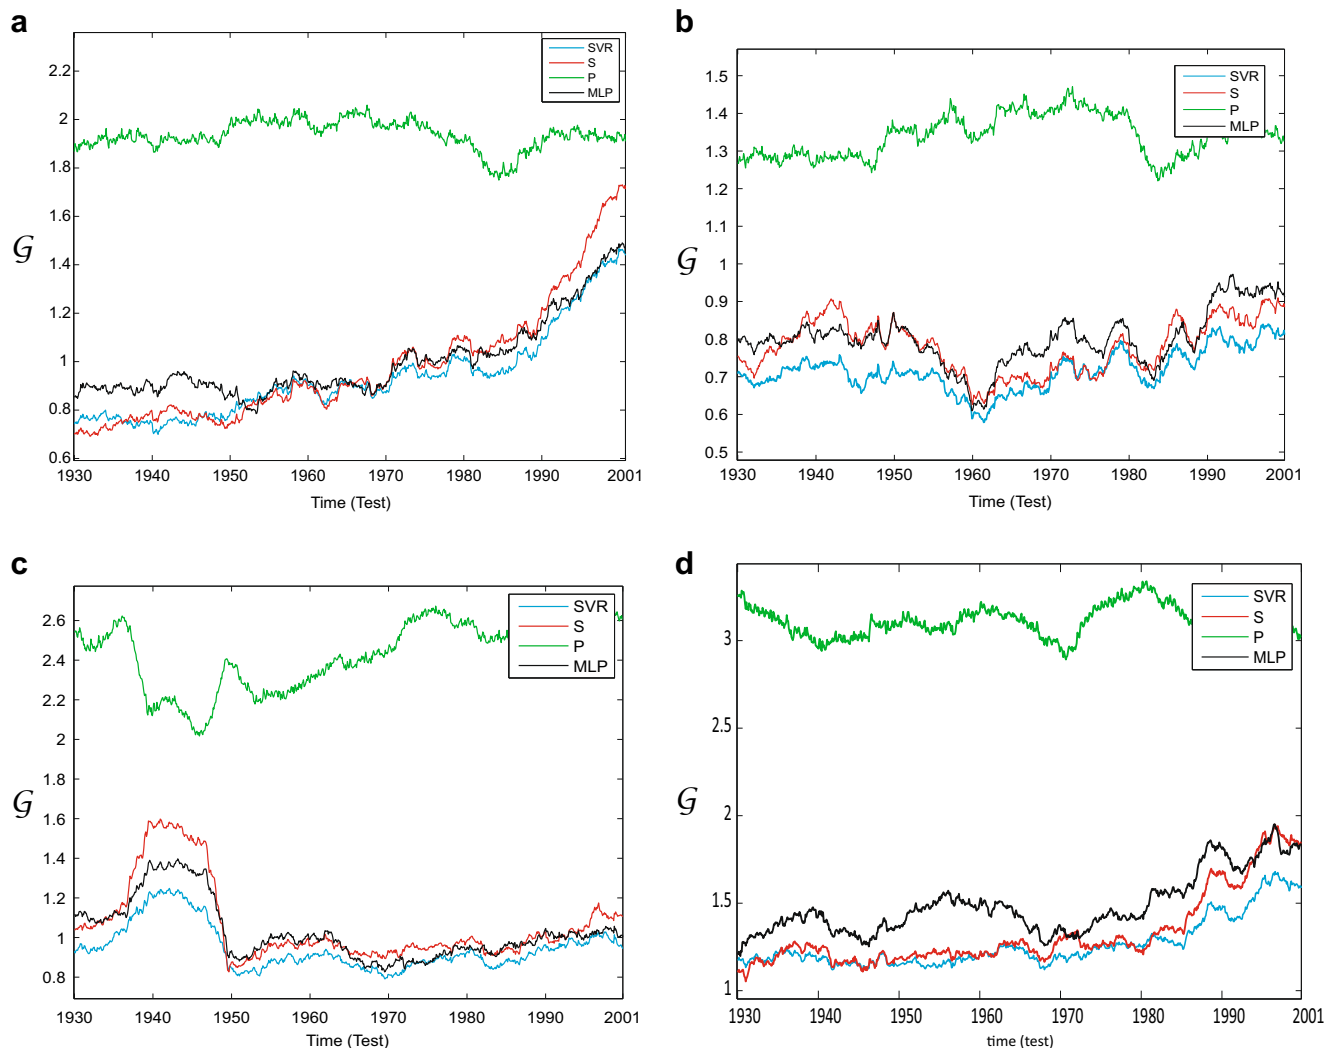 a
2.2
2
1.8
1.6
1.4
1.2
1
0.8
0.6
G
1930 1940 1950 1960 1970 1980 1990 2001
Time (Test)
SVR
S
P
MLP
b
1.5
1.4
1.3
1.2
1.1
1
0.9
0.8
0.7
0.6
0.5
G
1930 1940 1950 1960 1970 1980 1990 2001
Time (Test)
SVR
S
P
MLP
c
2.6
2.4
2.2
2
1.8
1.6
1.4
1.2
1
0.8
G
1930 1940 1950 1960 1970 1980 1990 2001
Time (Test)
SVR
S
P
MLP
d
3
2.5
2
1.5
1
G
1930 1940 1950 1960 1970 1980 1990 2001
time (test)
SVR
S
P
MLP